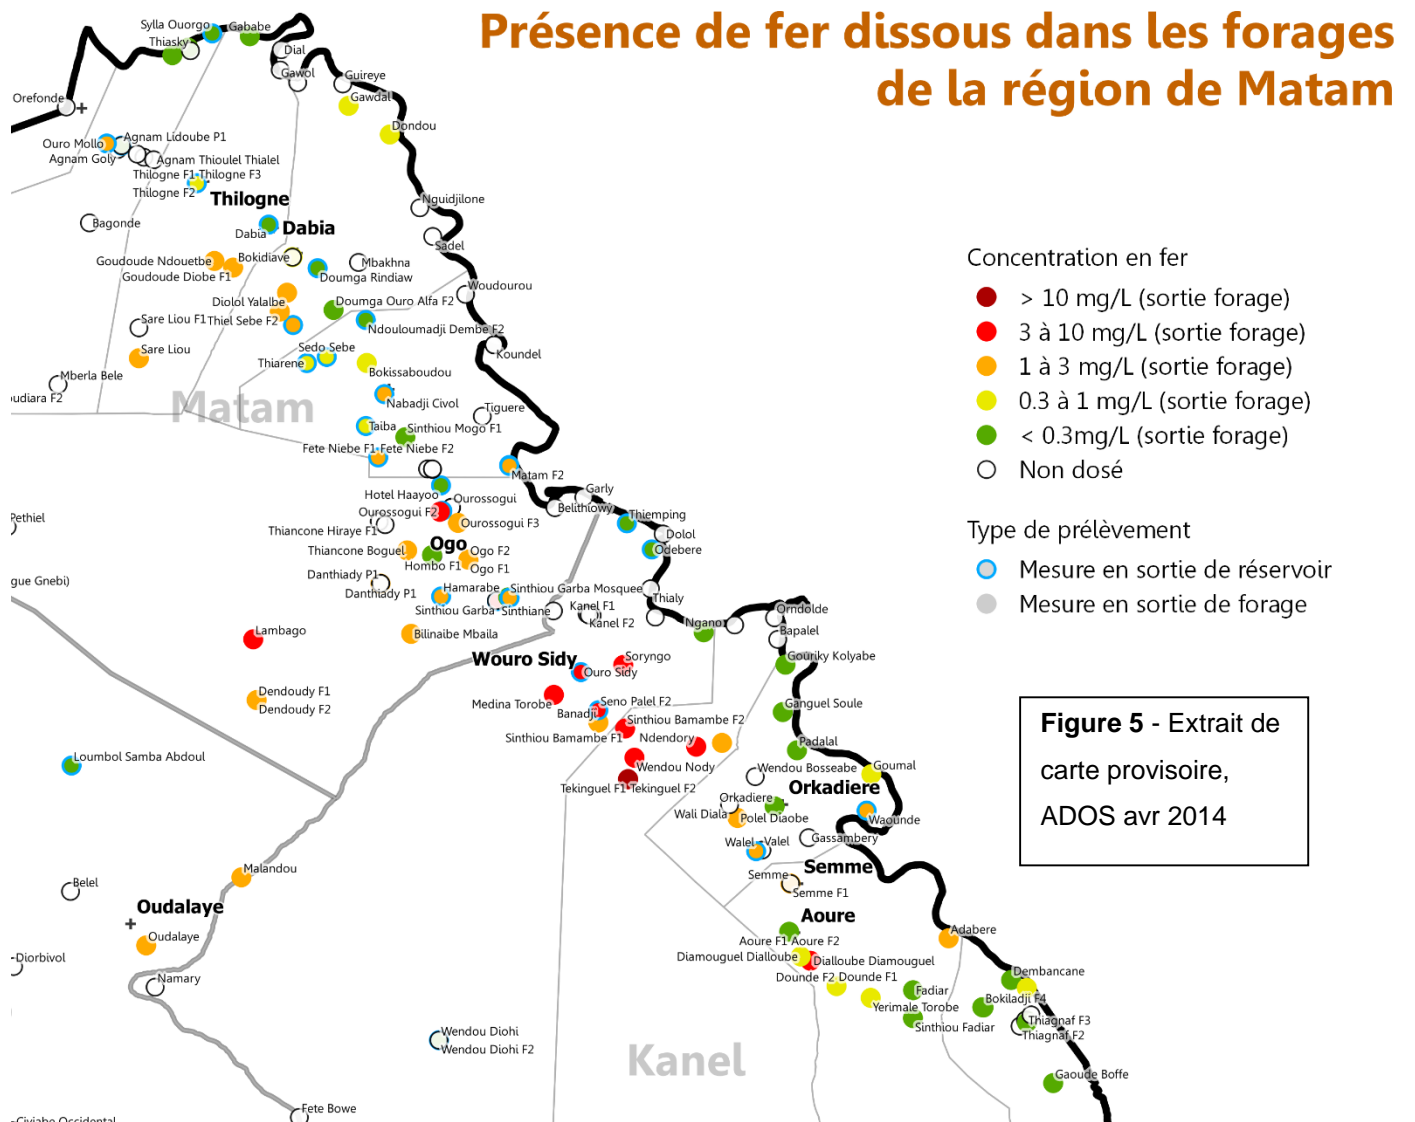 Présence de fer dissous dans les forages
de la région de Matam
Sylla Ouorgo
Gababe
Thiasky
Dial
Gawol
Guireye
Gawdal
Orefonde
Dondou
Agnam Lidoube P1
Ouro Mollo
Agnam Goly
Agnam Thioulel Thialel
Thilogne F1
Thilogne F3
Thilogne F2
Thilogne
Nguidjilone
Bagonde
Dabia
Dabia
Sadel
Goudoude Ndouetbe
Bokidiave
Mbakhna
Goudoude Diobe F1
Doumga Rindiaw
Woudourou
Diolol Yalalbe
Doumga Ouro Alfa F2
Sare Liou F1
Thiel Sebe F2
Ndouloumadji Dembe F2
Sare Liou
Sedo Sebe
Koundel
Thiarene
Mberla Bele
Bokissaboudou
oudiara F2
Matam
Nabadji Civol
Tiguere
Taiba
Sinthiou Mogo F1
Fete Niebe F1
Fete Niebe F2
Matam F2
Hotel Haayoo
Ourossogui
Garly
Ourossogui F2
Belithiowy
Pethiel
Thiancone Hiraye F1
Ourossogui F3
Thiemping
Dolol
Ogo
Thiancone Boguel
Ogo F2
Odebere
Hombo F1
Ogo F1
gue Gnebi)
Danthiady P1
Danthiady P1
Hamarabe
Sinthiou Garba Mosquee
Thialy
Sinthiou Garba
Sinthiane
Kanel F1
Kanel F2
Orndolde
Lambago
Bilinaibe Mbaila
Ngano
Bapalel
Wouro Sidy
Soryngo
Gouriky Kolyabe
Ouro Sidy
Dendoudy F1
Dendoudy F2
Medina Torobe
Seno Palel F2
Ganguel Soule
Banadji
Sinthiou Bamambe F2
Sinthiou Bamambe F1
Ndendory
Padalal
Loumbol Samba Abdoul
Wendou Nody
Wendou Bosseabe
Goumal
Tekinguel F1
Tekinguel F2
Orkadiere
Orkadiere
Wali Diala
Polel Diaobe
Waounde
Walel
Valel
Gassambery
Malandou
Semme
Semme
Semme F1
Belel
Oudalaye
Aoure
Oudalaye
Aoure F1
Aoure F2
Adabere
-Diorbivol
Diamouguel Dialloube
Dialloube Diamouguel
Namary
Dounde F2
Dounde F1
Dembancane
Fadiar
Bokiladji F4
Yerimale Torobe
Thiagnaf F3
Sinthiou Fadiar
Thiagnaf F2
Wendou Diohi
Wendou Diohi F2
Kanel
Gaoude Boffe
Fete Bowe
Civiabe Occidental
Concentration en fer
> 10 mg/L (sortie forage)
3 à 10 mg/L (sortie forage)
1 à 3 mg/L (sortie forage)
0.3 à 1 mg/L (sortie forage)
< 0.3mg/L (sortie forage)
Non dosé
Type de prélèvement
Mesure en sortie de réservoir
Mesure en sortie de forage
Figure 5 - Extrait de
carte provisoire,
ADOS avr 2014